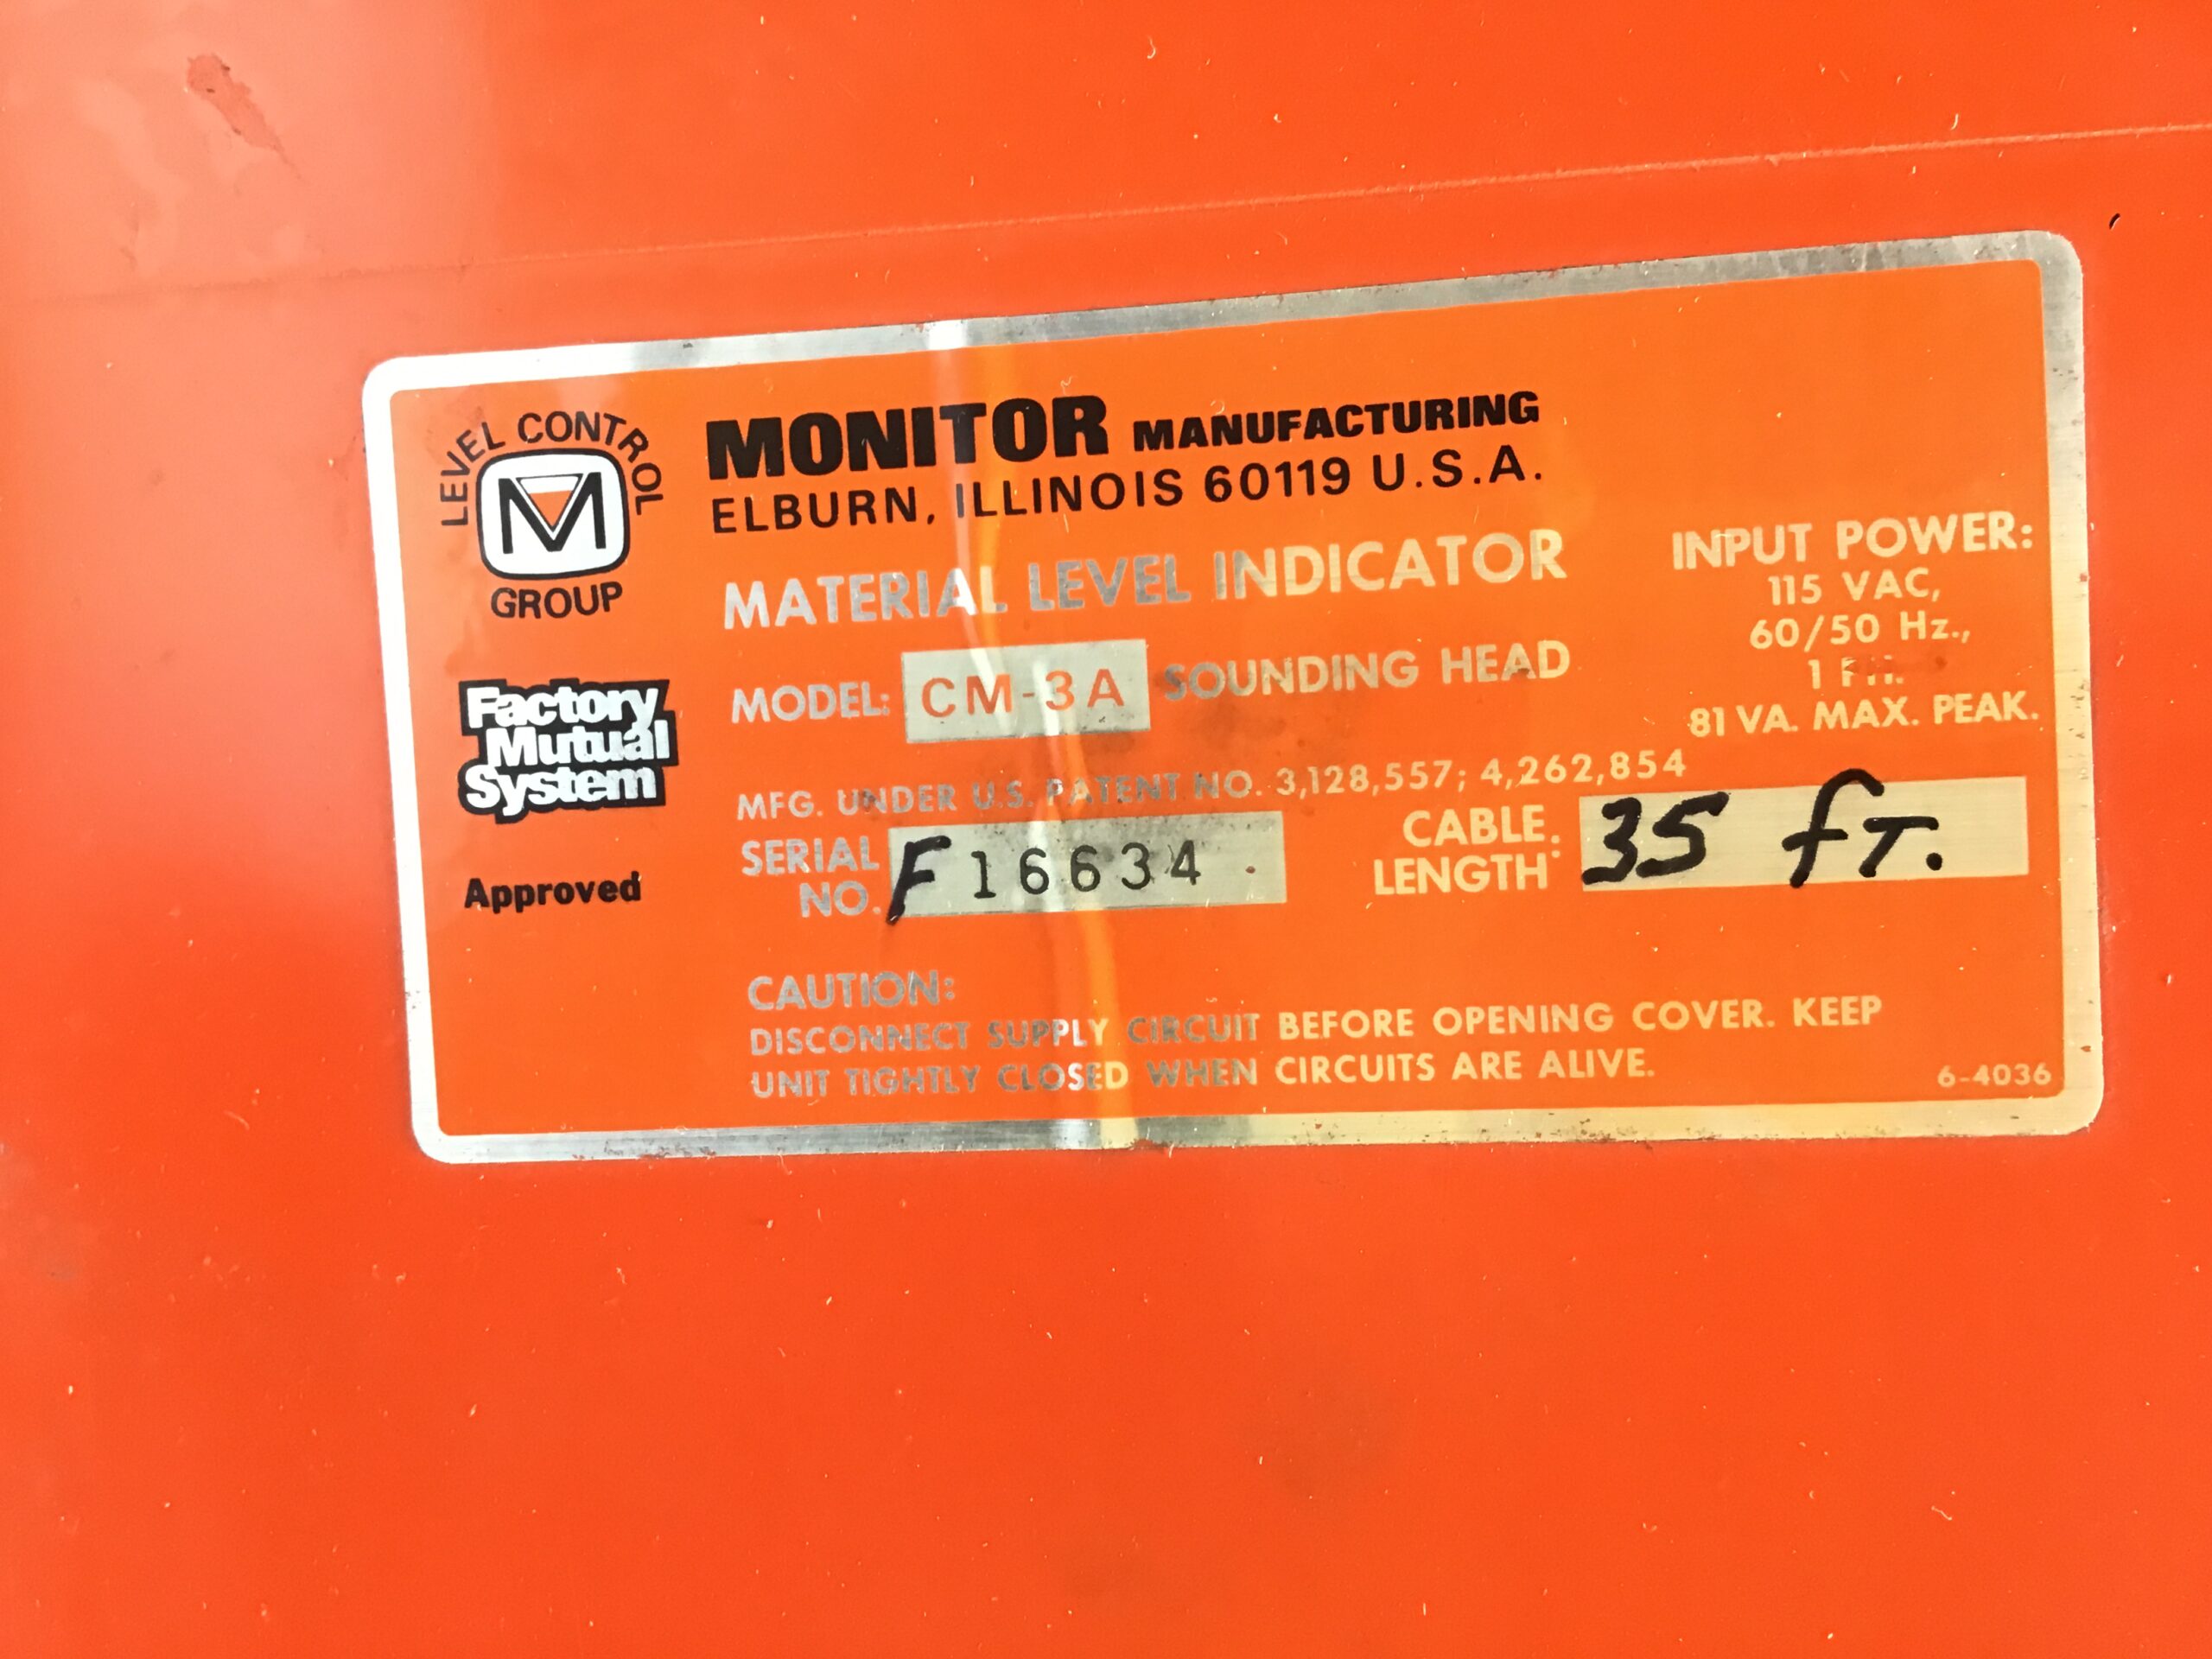 LEVEL CONTROL
M
GROUP
MONITOR MANUFACTURING
ELBURN, ILLINOIS 60119 U.S.A.
MATERIAL LEVEL INDICATOR
INPUT POWER:
115 VAC,
60/50 Hz.,
1
81 VA. MAX. PEAK.
MODEL: CM-3A SOUNDING HEAD
Factory
Mutual
System
Approved
MFG. UNDER U.S. PATENT NO. 3,128,557; 4,262,854
SERIAL
NO. F16634
CABLE
LENGTH: 35 fT.
CAUTION:
DISCONNECT SUPPLY CIRCUIT BEFORE OPENING COVER. KEEP
UNIT TIGHTLY CLOSED WHEN CIRCUITS ARE ALIVE.
6-4036